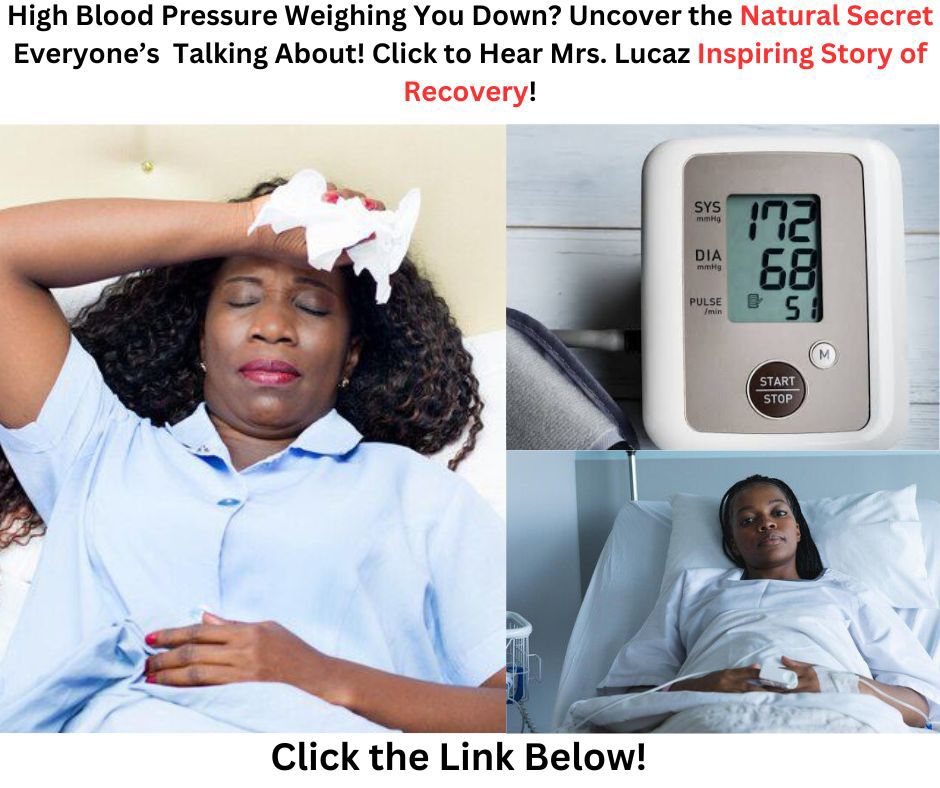 High Blood Pressure Weighing You Down? Uncover the Natural Secret
Everyone’s  Talking About! Click to Hear Mrs. Lucaz Inspiring Story of
Recovery!
SYS
mmHg
172
DIA
mmHg
68
PULSE
/min
51
M
START
STOP
Click the Link Below!